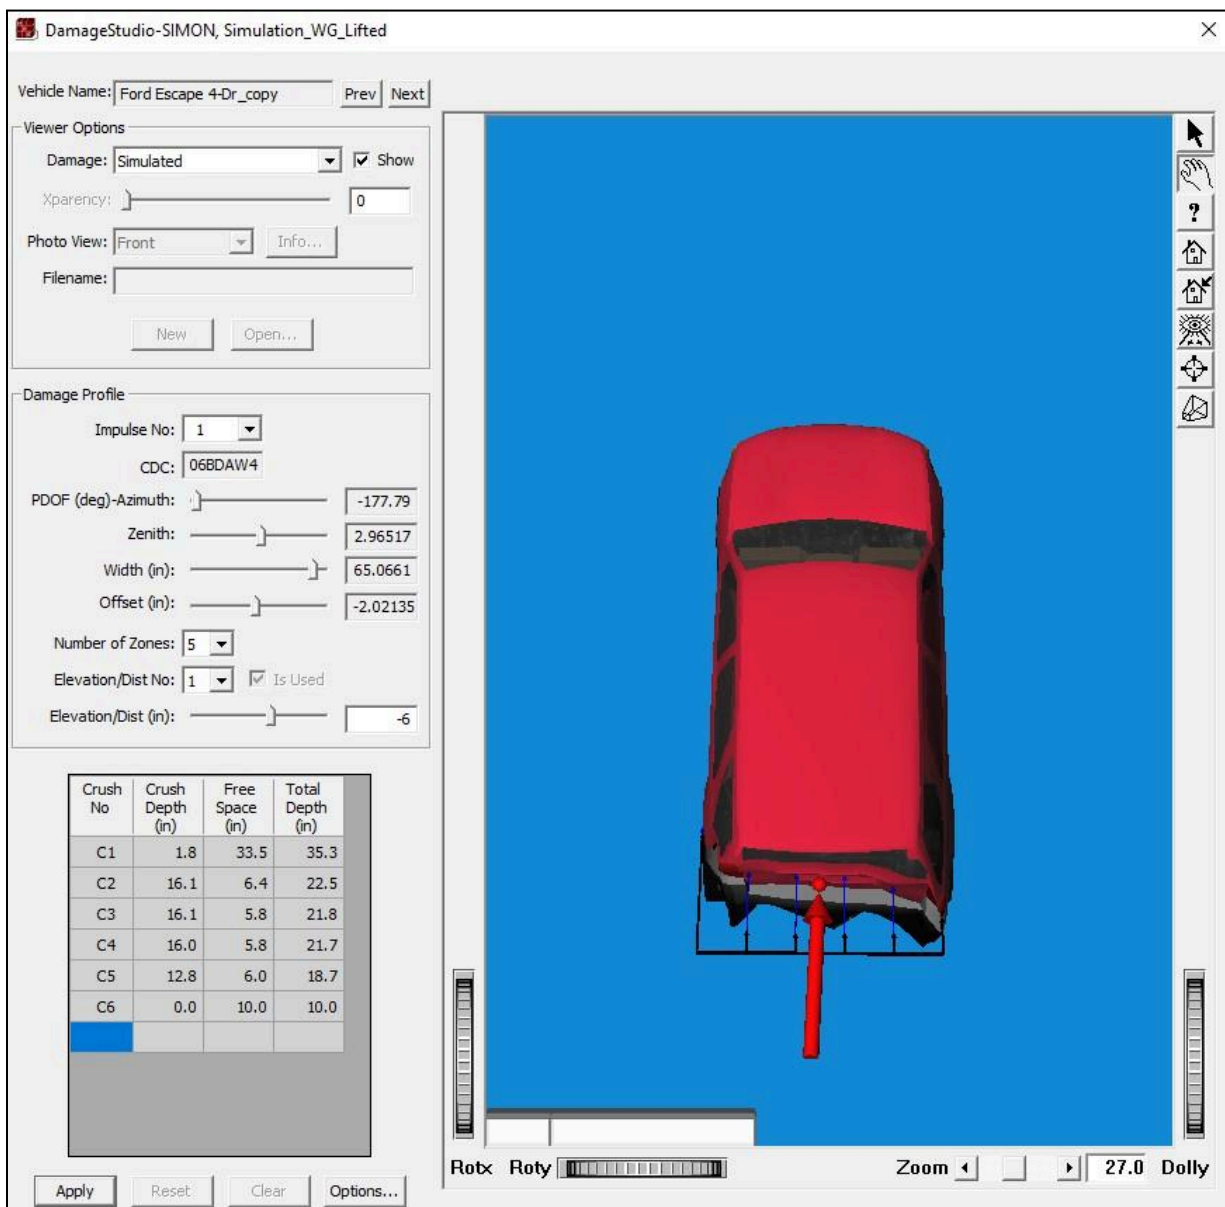 DamageStudio-SIMON, Simulation_WG_Lifted
Vehicle Name: Ford Escape 4-Dr_copy Prev Next
Viewer Options
Damage: Simulated Show
Xparency: 0
Photo View: Front Info...
Filename:
New Open...
Damage Profile
Impulse No: 1
CDC: 06BDAW4
PDOF (deg)-Azimuth: -177.79
Zenith: 2.96517
Width (in): 65.0661
Offset (in): -2.02135
Number of Zones: 5
Elevation/Dist No: 1 Is Used
Elevation/Dist (in): -6
Crush No Crush Depth (in) Free Space (in) Total Depth (in)
C1 1.8 33.5 35.3
C2 16.1 6.4 22.5
C3 16.1 5.8 21.8
C4 16.0 5.8 21.7
C5 12.8 6.0 18.7
C6 0.0 10.0 10.0
Rotx Roty Zoom 27.0 Dolly
Apply Reset Clear Options...
?